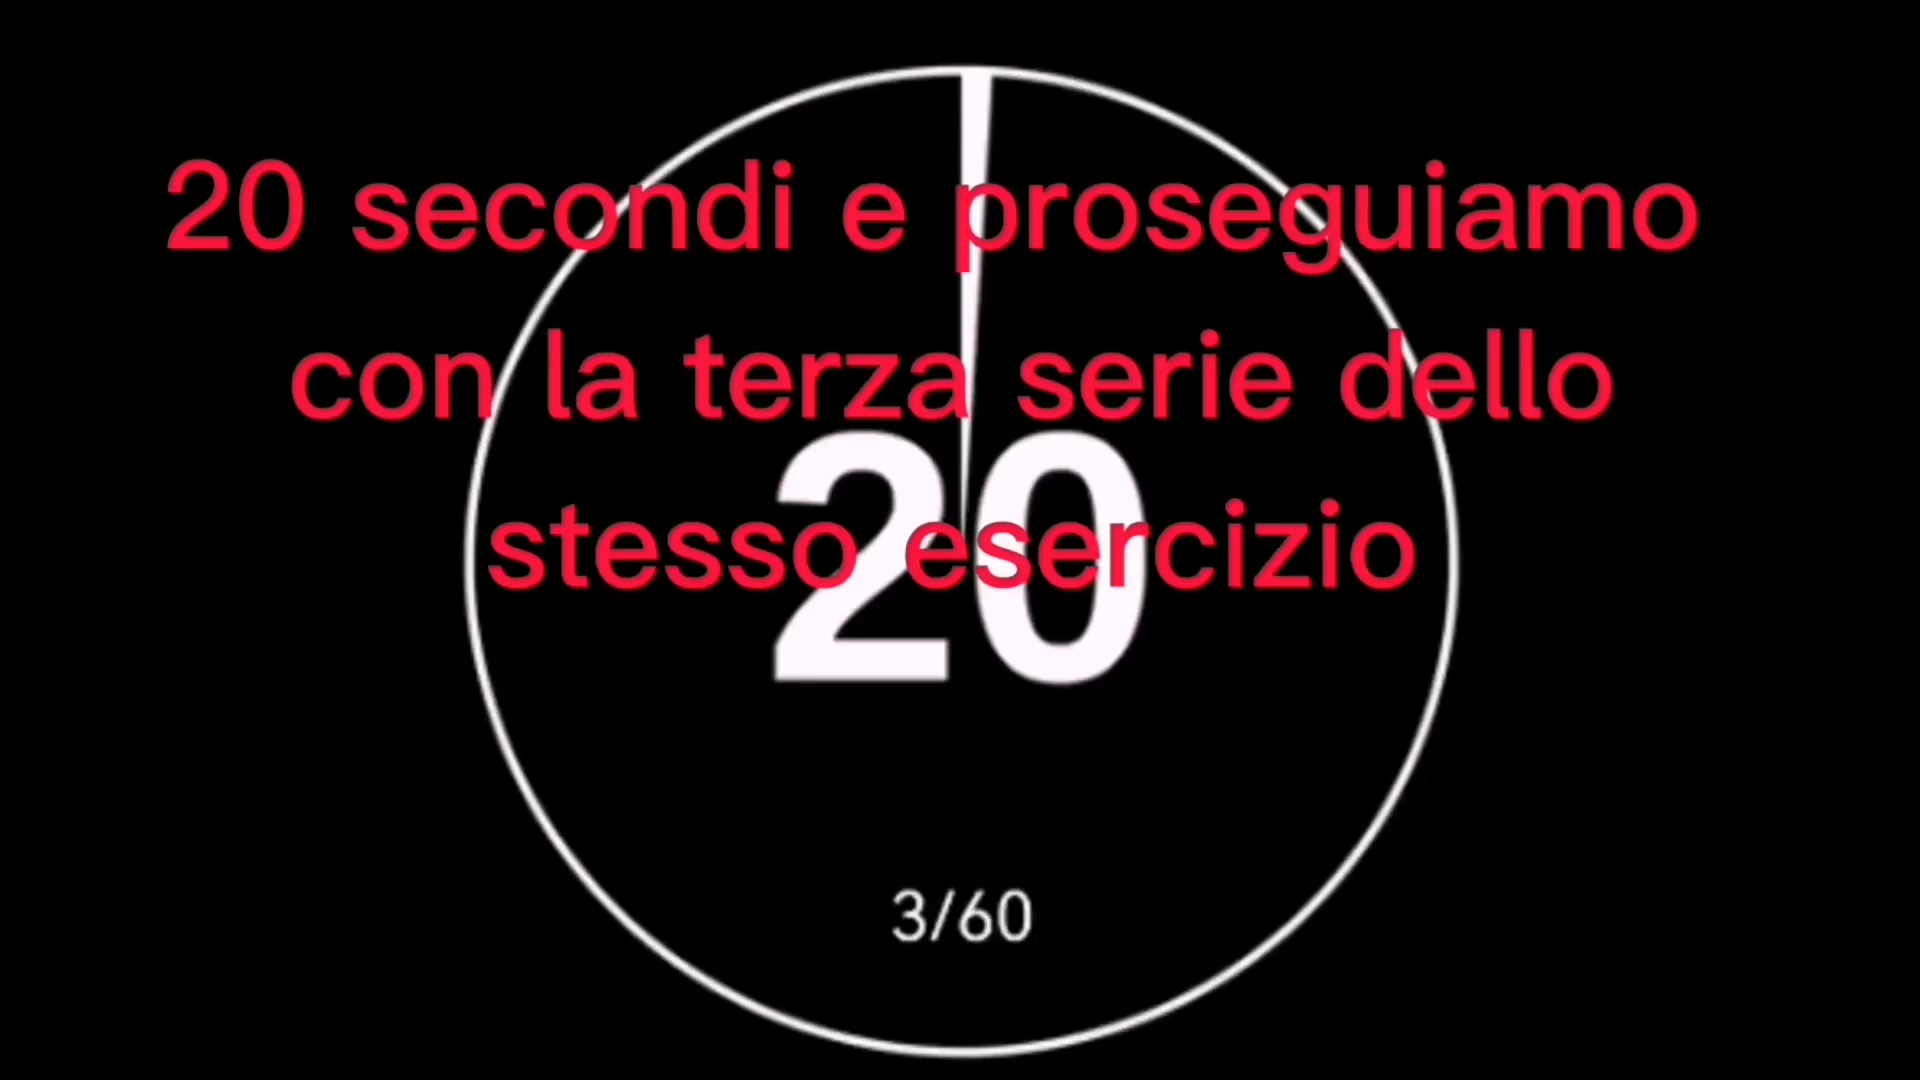 20 secondi e proseguiamo
con la terza serie dello
stesso esercizio
20
3/60